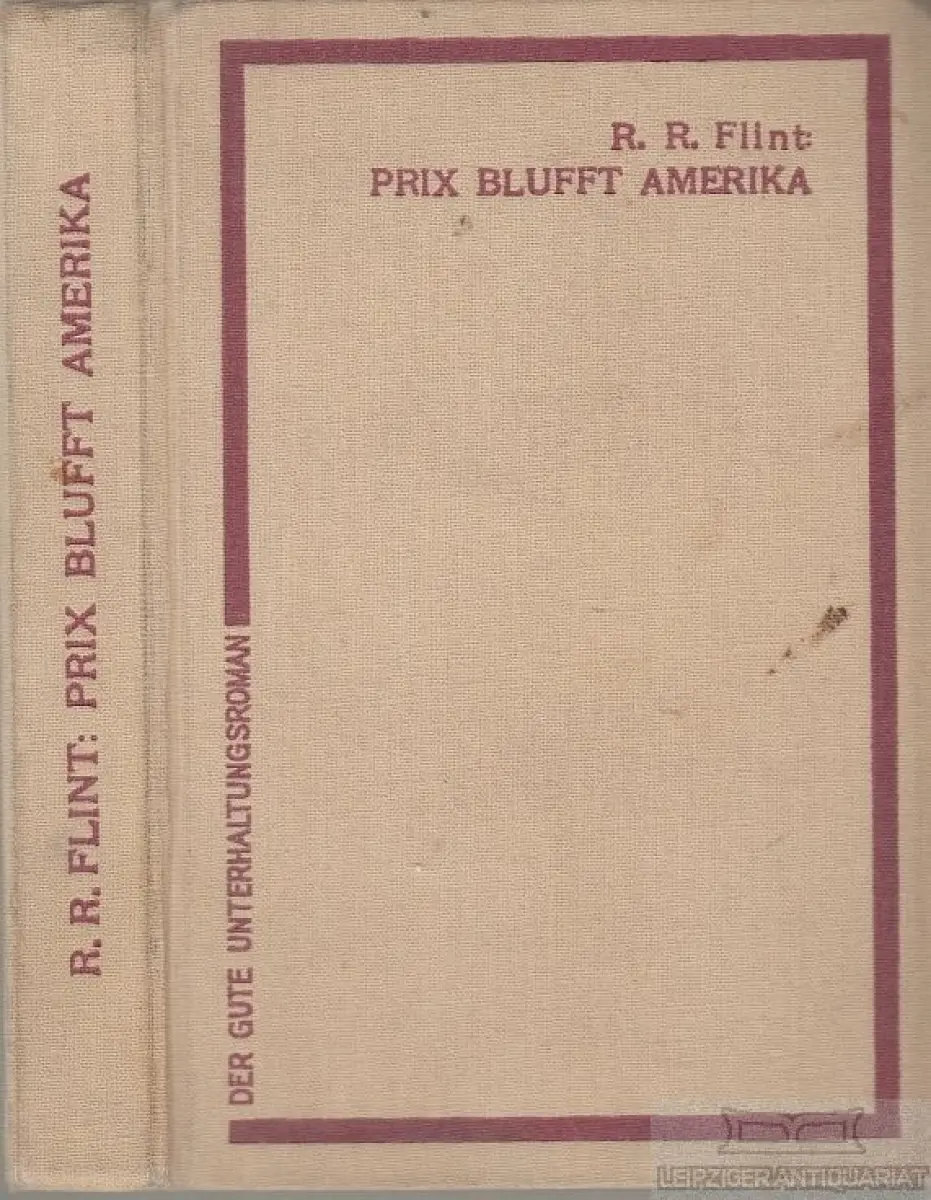 R. R. FLINT: PRIX BLUFFT AMERIKA
R. R. Flint:
PRIX BLUFFT AMERIKA
DER GUTE UNTERHALTUNGSROMAN
LEIPZIGER ANTIQUARIAT